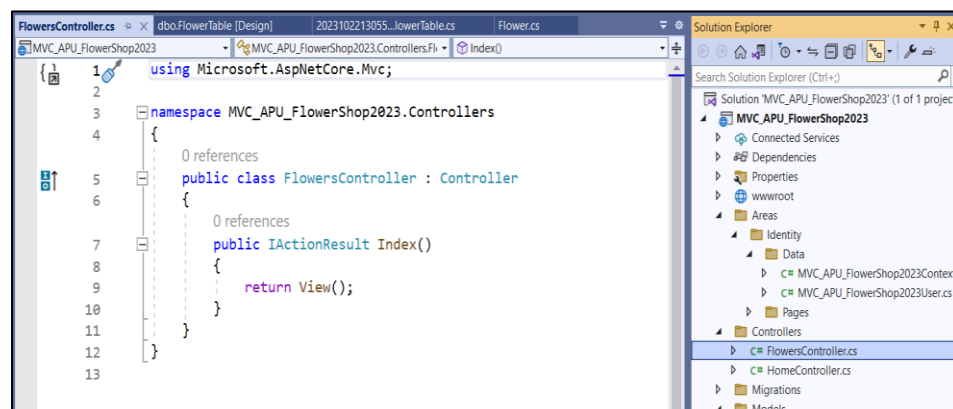 FlowersController.cs
dbo.FlowerTable [Design]
2023102213055...lowerTable.cs
Flower.cs
MVC_APU_FlowerShop2023
MVC_APU_FlowerShop2023.Controllers.Fl
Index()
1 using Microsoft.AspNetCore.Mvc;
2
3 namespace MVC_APU_FlowerShop2023.Controllers
4 {
0 references
5 public class FlowersController : Controller
6 {
0 references
7 public IActionResult Index()
8 {
9 return View();
10 }
11 }
12 }
13
Solution Explorer
Search Solution Explorer (Ctrl+;)
Solution 'MVC_APU_FlowerShop2023' (1 of 1 project
MVC_APU_FlowerShop2023
Connected Services
Dependencies
Properties
wwwroot
Areas
Identity
Data
C# MVC_APU_FlowerShop2023Contex
C# MVC_APU_FlowerShop2023User.cs
Pages
Controllers
C# FlowersController.cs
C# HomeController.cs
Migrations
Models